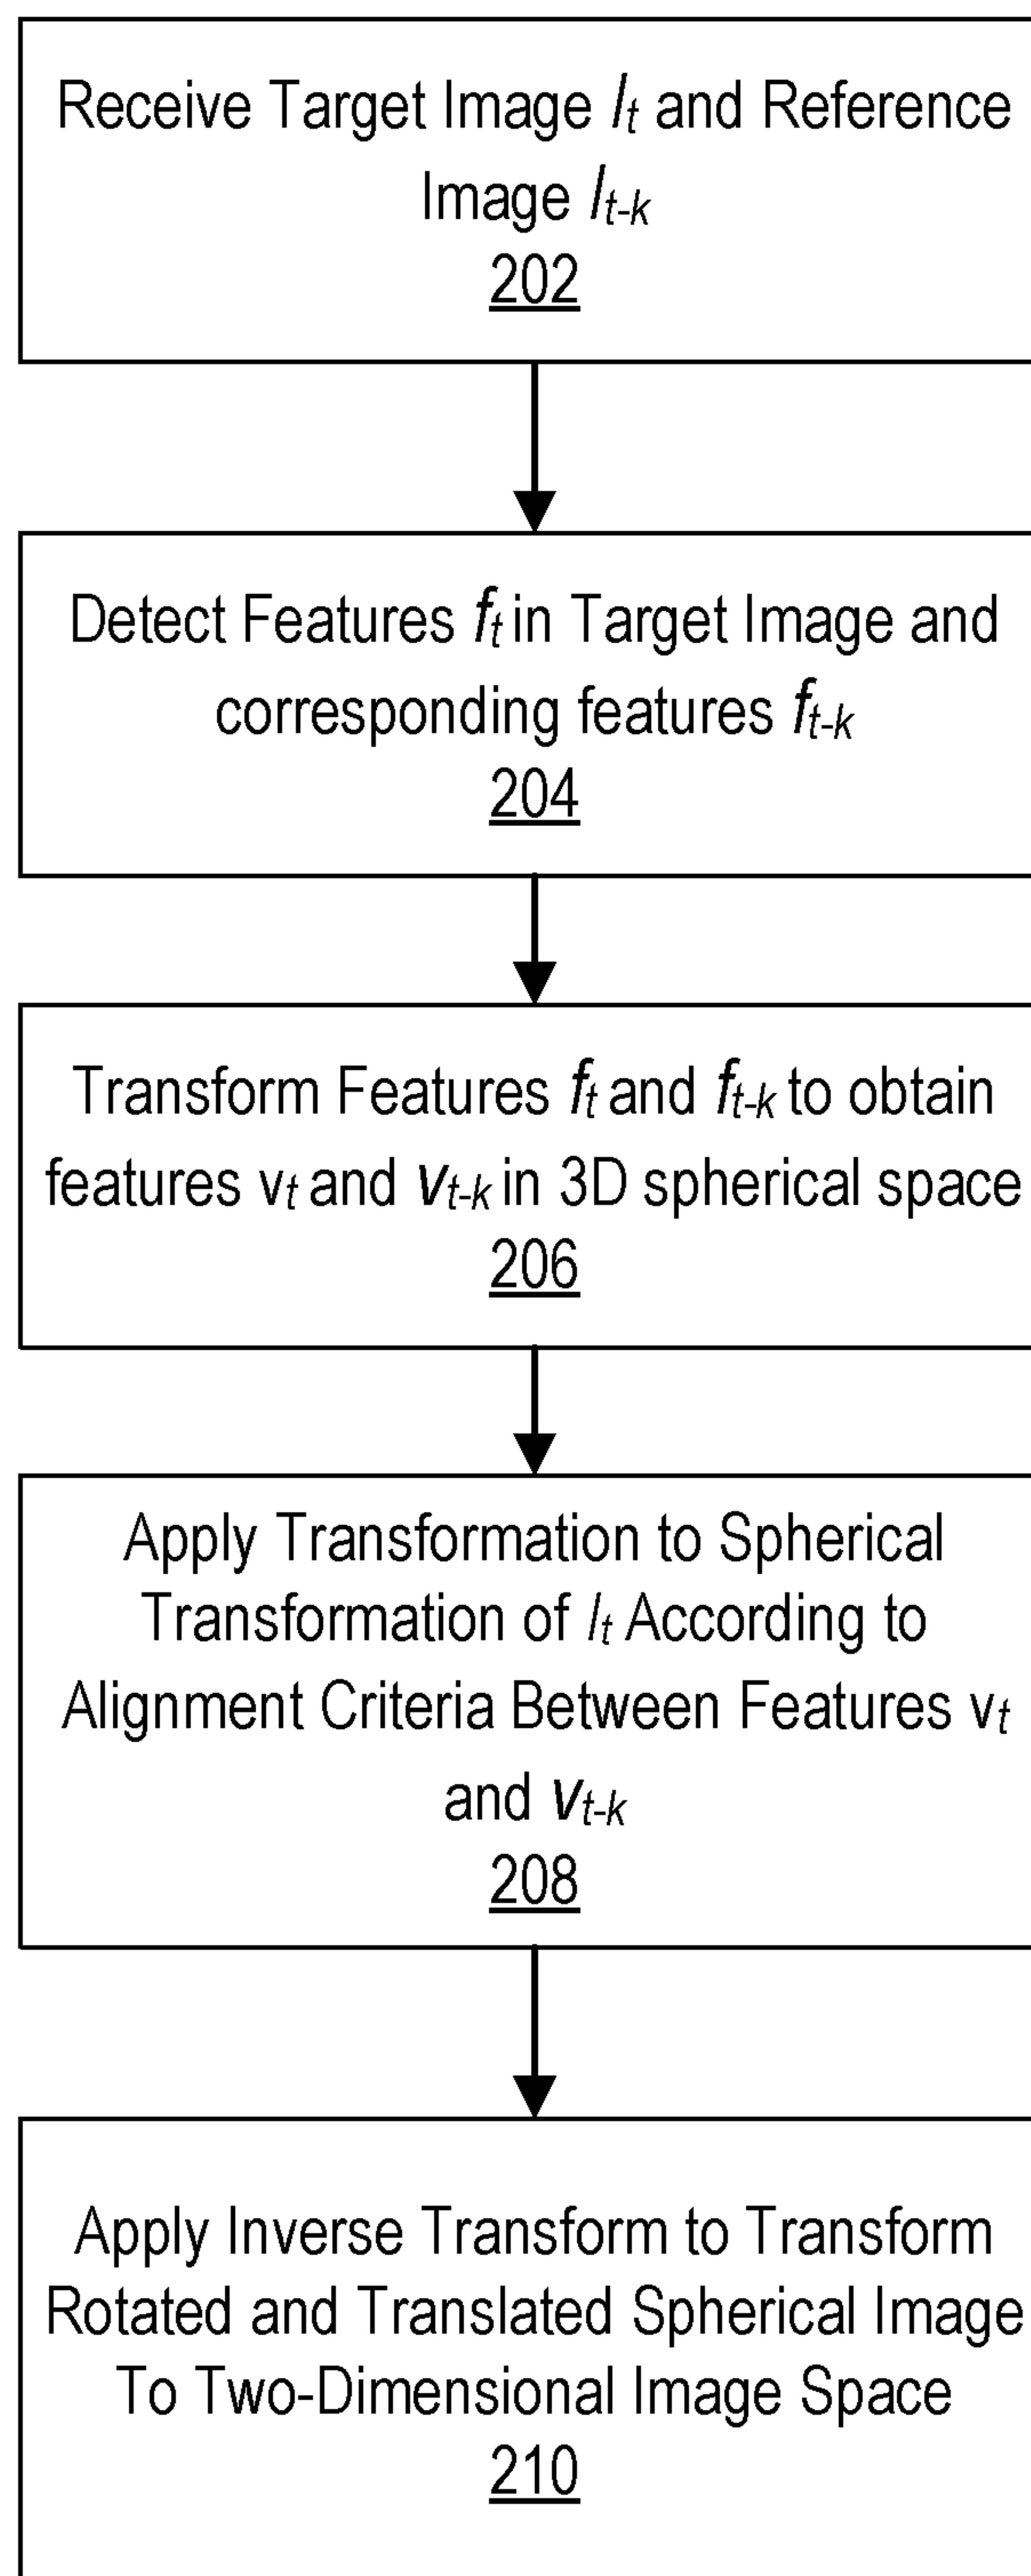 Receive Target Image It and Reference
Image It-k
202
Detect Features ft in Target Image and
corresponding features ft-k
204
Transform Features ft and ft-k to obtain
features vt and vt-k in 3D spherical space
206
Apply Transformation to Spherical
Transformation of It According to
Alignment Criteria Between Features vt
and vt-k
208
Apply Inverse Transform to Transform
Rotated and Translated Spherical Image
To Two-Dimensional Image Space
210